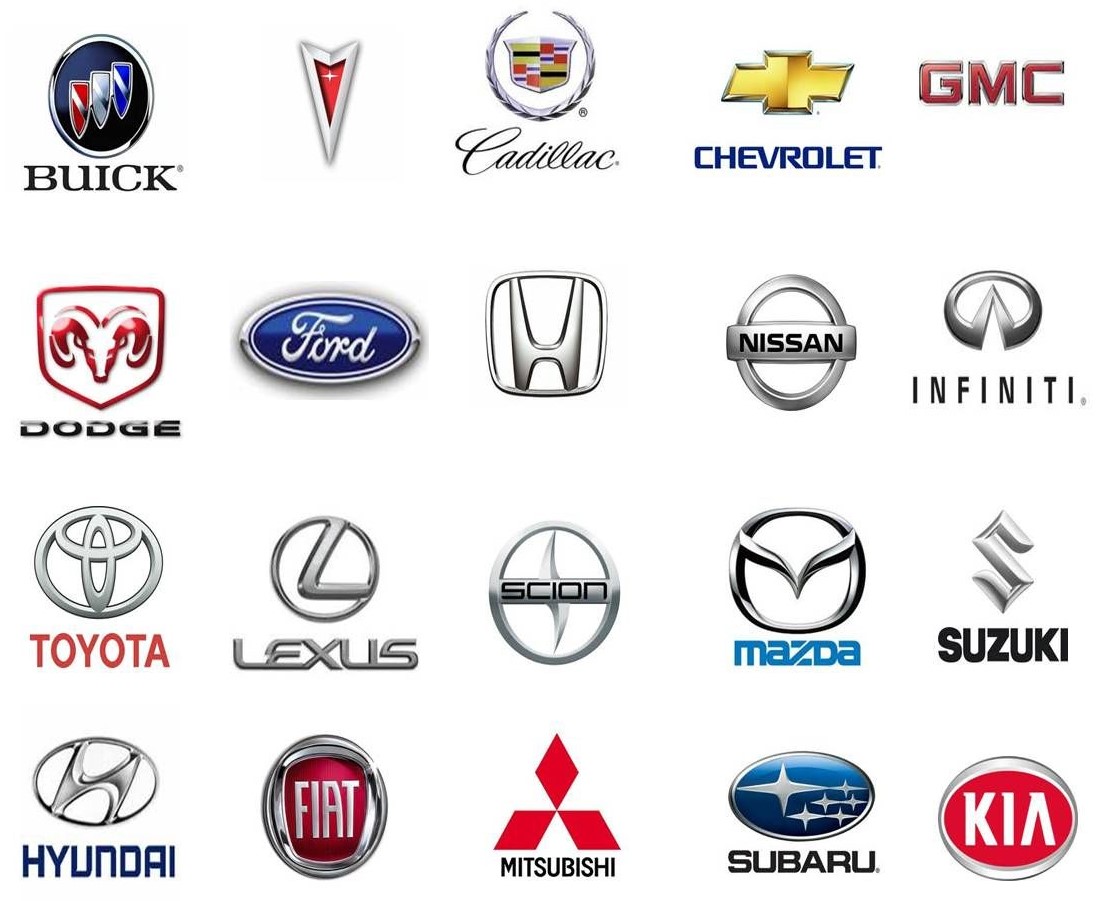 BUICK®
Cadillac®
®
CHEVROLET
GMC
DODGE
Ford
NISSAN
INFINITI®
TOYOTA
LEXUS
SCION
mazda
SUZUKI
HYUNDAI
FIAT
MITSUBISHI
SUBARU®
KIA